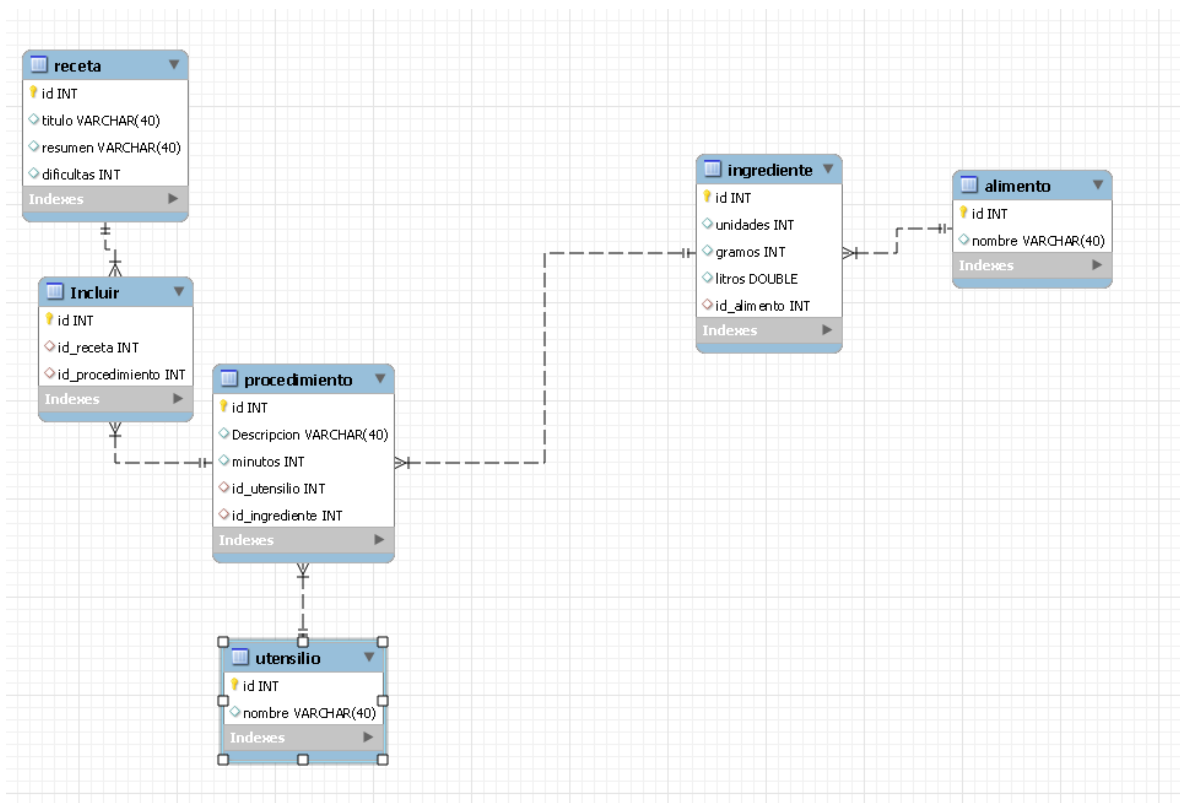 receta
id INT
titulo VARCHAR(40)
resumen VARCHAR(40)
dificultas INT
Indexes
Incluir
id INT
id_receta INT
id_procedimiento INT
Indexes
procedimiento
id INT
Descripcion VARCHAR(40)
minutos INT
id_utensilio INT
id_ingrediente INT
Indexes
utensilio
id INT
nombre VARCHAR(40)
Indexes
ingrediente
id INT
unidades INT
gramos INT
litros DOUBLE
id_alimento INT
Indexes
alimento
id INT
nombre VARCHAR(40)
Indexes